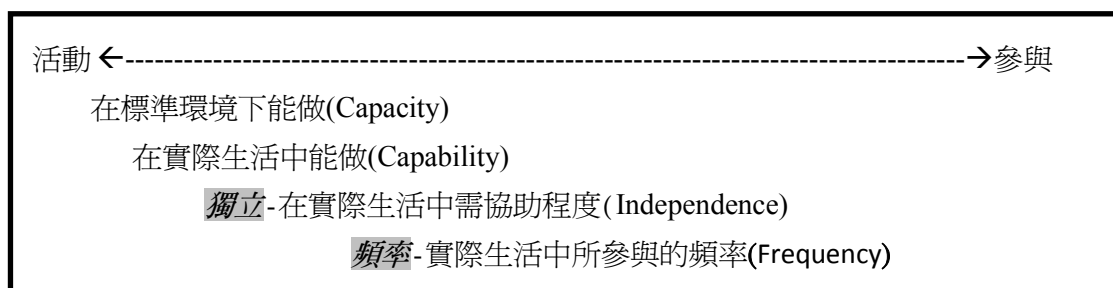 活動 ←--------------------------------------------------------------------------------------→參與
在標準環境下能做(Capacity)
在實際生活中能做(Capability)
獨立-在實際生活中需協助程度(Independence)
頻率-實際生活中所參與的頻率(Frequency)